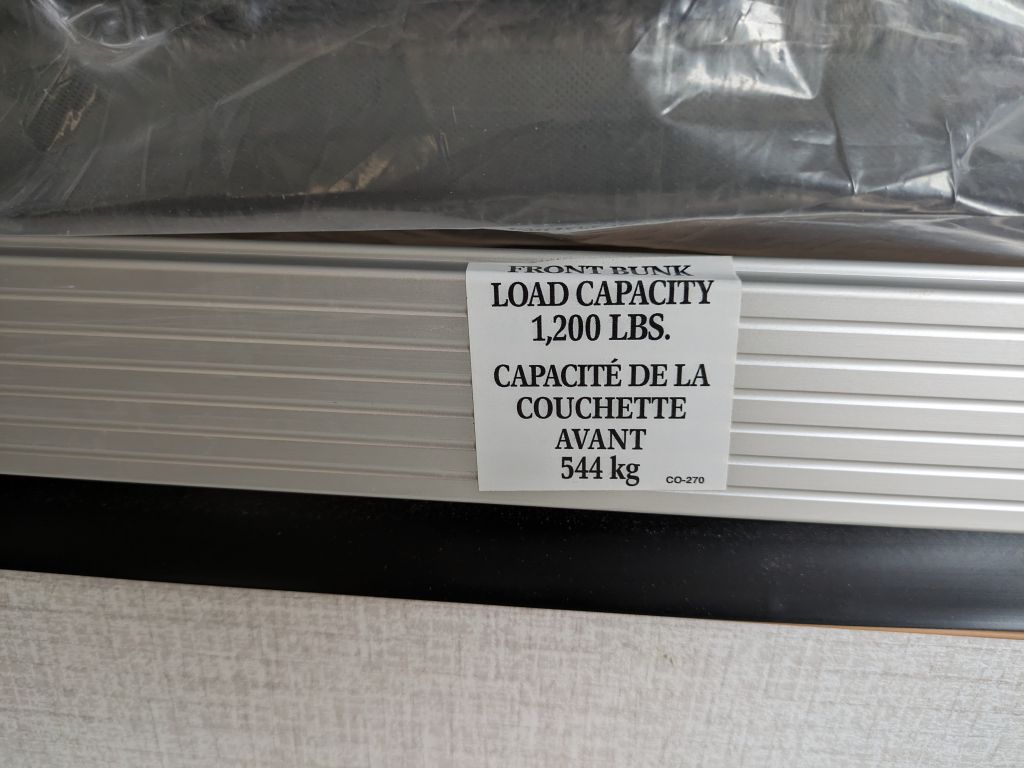 FRONT BUNK
LOAD CAPACITY
1,200 LBS.
CAPACITÉ DE LA
COUCHETTE
AVANT
544 kg
CO-270